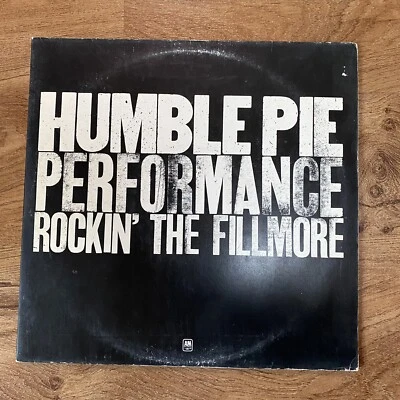 HUMBLE PIE
PERFORMANCE
ROCKIN' THE FILLMORE
A&M